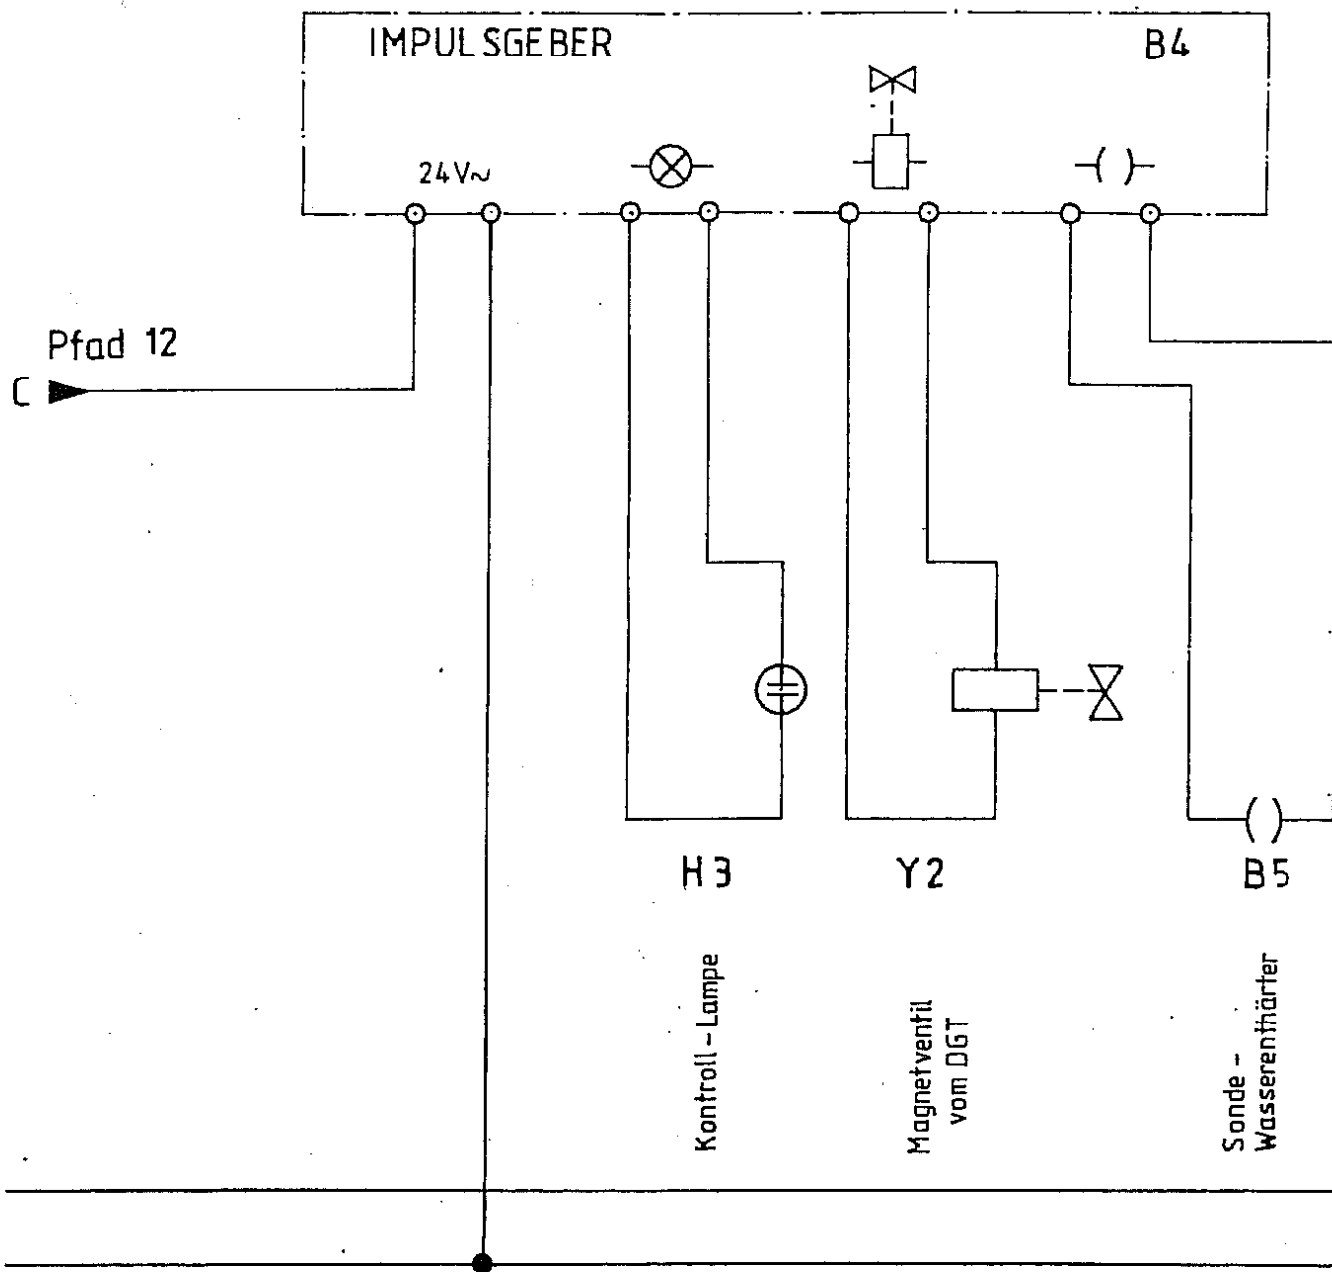 IMPULSGEBER
B4
24V~
Pfad 12
C
H3
Y2
B5
Kontroll-Lampe
Magnetventil
vom DGT
Sonde -
Wasserenthärter